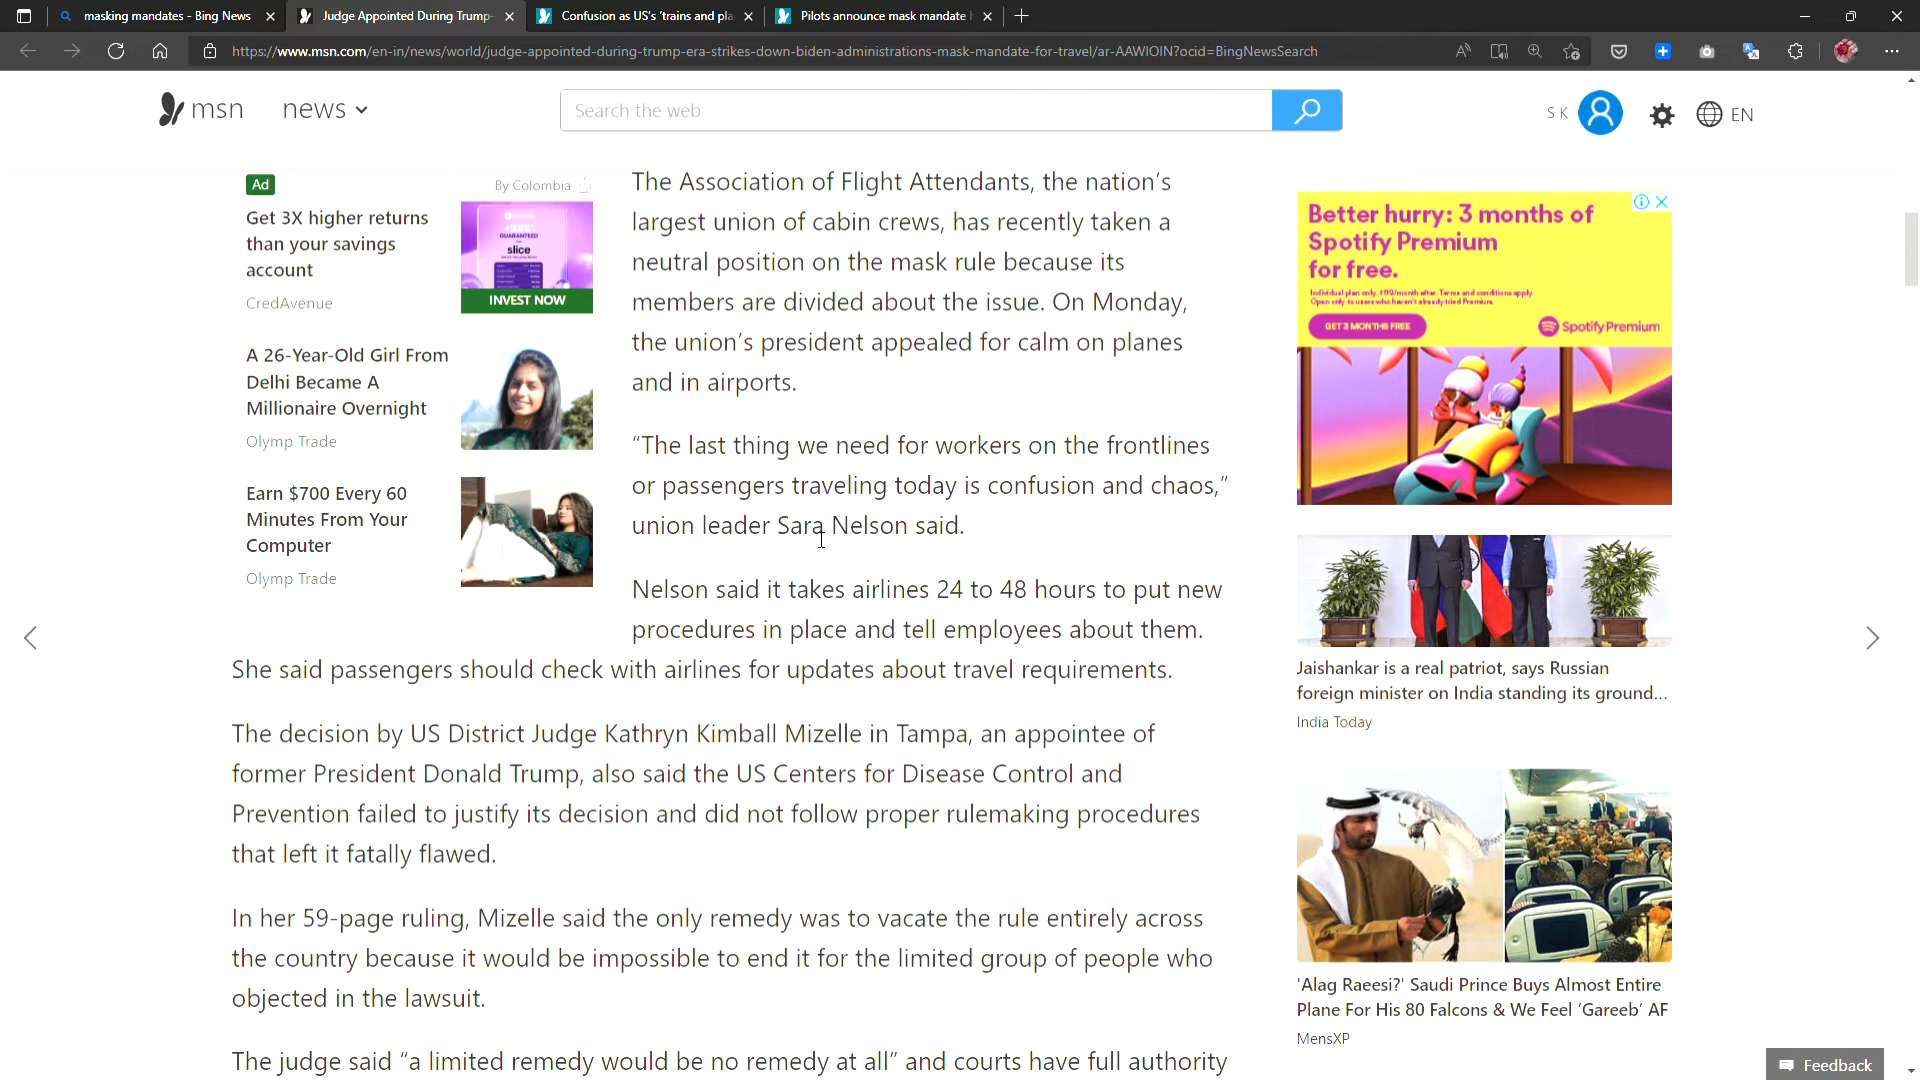 masking mandates - Bing News
Judge Appointed During Trump-
Confusion as US's 'trains and pla
Pilots announce mask mandate
https://www.msn.com/en-in/news/world/judge-appointed-during-trump-era-strikes-down-biden-administrations-mask-mandate-for-travel/ar-AAWIOIN?ocid=BingNewsSearch
msn
news
Search the web
S K
EN
Ad
By Colombia
Get 3X higher returns
than your savings
account
CredAvenue
GUARANTEED
slice
INVEST NOW
A 26-Year-Old Girl From
Delhi Became A
Millionaire Overnight
Olymp Trade
Earn $700 Every 60
Minutes From Your
Computer
Olymp Trade
The Association of Flight Attendants, the nation's
largest union of cabin crews, has recently taken a
neutral position on the mask rule because its
members are divided about the issue. On Monday,
the union's president appealed for calm on planes
and in airports.
“The last thing we need for workers on the frontlines
or passengers traveling today is confusion and chaos,”
union leader Sara Nelson said.
Nelson said it takes airlines 24 to 48 hours to put new
procedures in place and tell employees about them.
She said passengers should check with airlines for updates about travel requirements.
The decision by US District Judge Kathryn Kimball Mizelle in Tampa, an appointee of
former President Donald Trump, also said the US Centers for Disease Control and
Prevention failed to justify its decision and did not follow proper rulemaking procedures
that left it fatally flawed.
In her 59-page ruling, Mizelle said the only remedy was to vacate the rule entirely across
the country because it would be impossible to end it for the limited group of people who
objected in the lawsuit.
The judge said “a limited remedy would be no remedy at all” and courts have full authority
Better hurry: 3 months of
Spotify Premium
for free.
Individual plan only. ₹119/month after. Terms and conditions apply.
Open only to users who haven't already tried Premium.
GET 3 MONTHS FREE
Spotify Premium
Jaishankar is a real patriot, says Russian
foreign minister on India standing its ground...
India Today
'Alag Raeesi?' Saudi Prince Buys Almost Entire
Plane For His 80 Falcons & We Feel 'Gareeb' AF
MensXP
Feedback